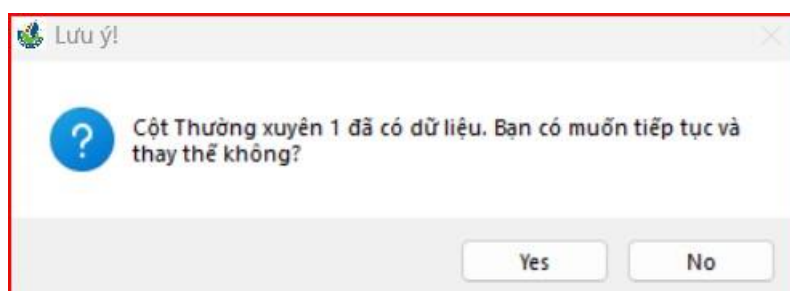 Lưu ý!
Cột Thường xuyên 1 đã có dữ liệu. Bạn có muốn tiếp tục và
thay thế không?
Yes No